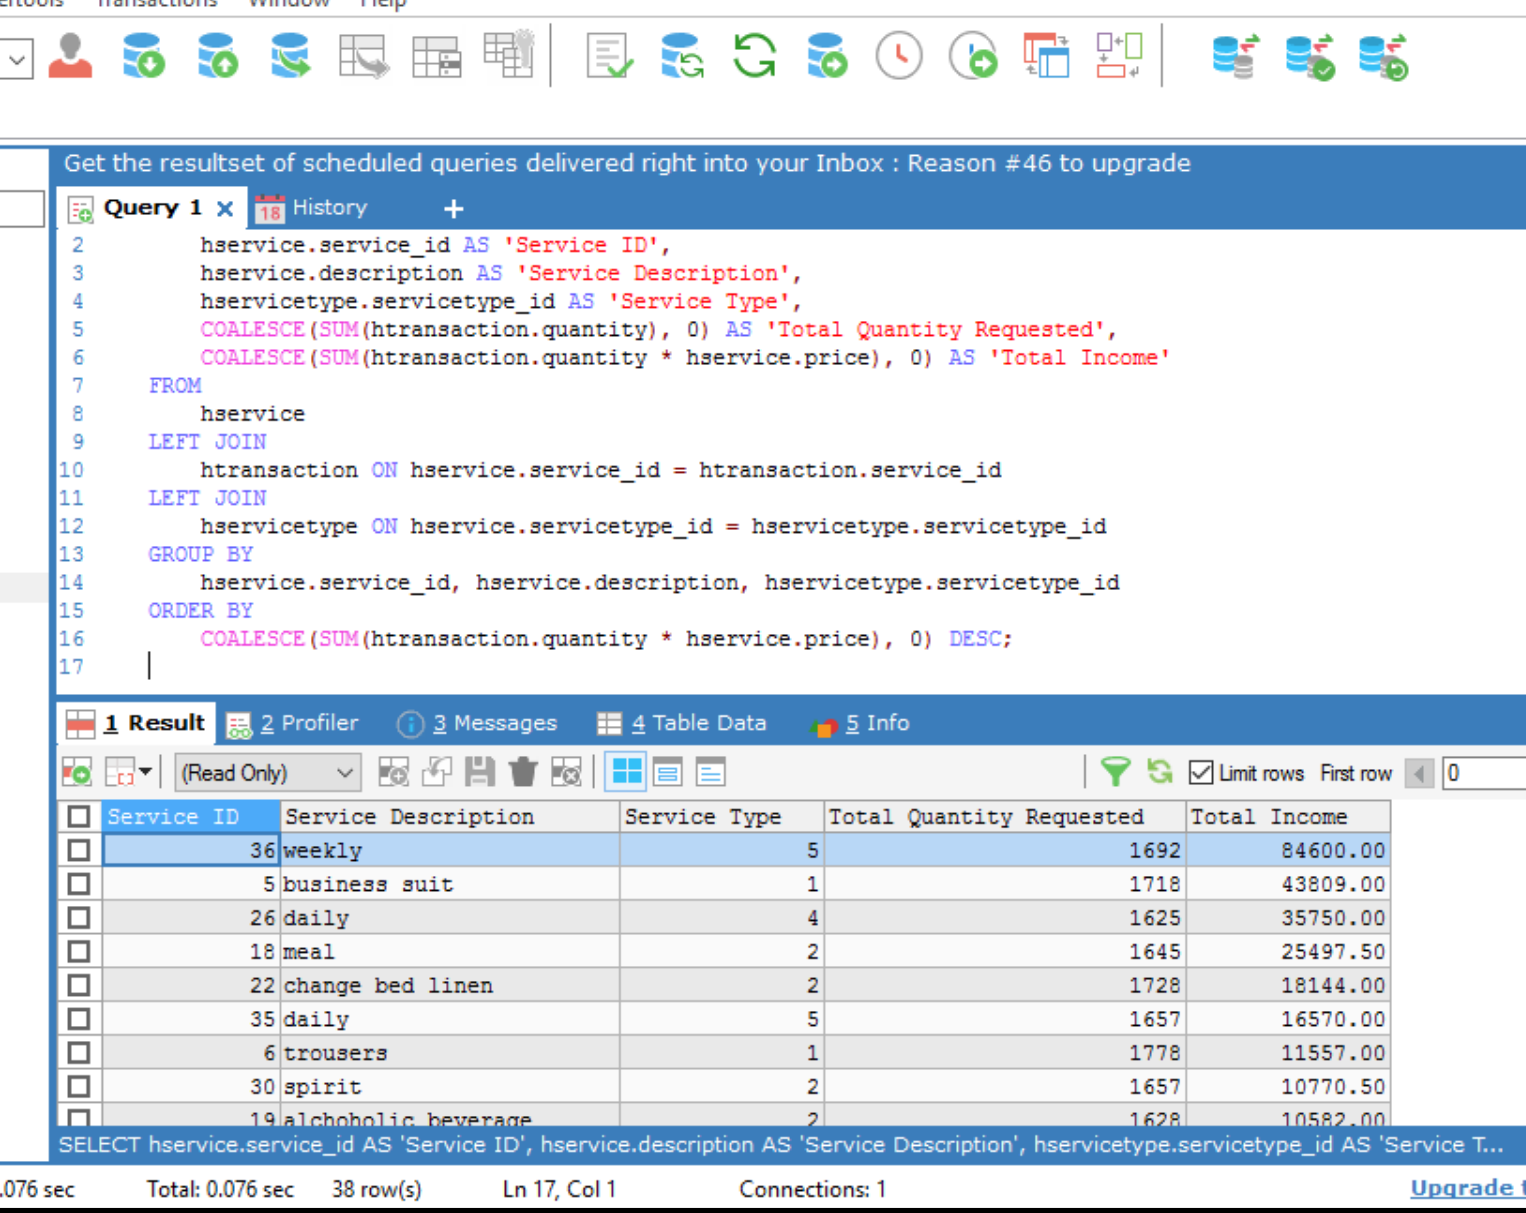 Transactions Window Help
Get the resultset of scheduled queries delivered right into your Inbox : Reason #46 to upgrade
Query 1 18 History +
2 hservice.service_id AS 'Service ID',
3 hservice.description AS 'Service Description',
4 hservicetype.servicetype_id AS 'Service Type',
5 COALESCE(SUM(htransaction.quantity), 0) AS 'Total Quantity Requested',
6 COALESCE(SUM(htransaction.quantity * hservice.price), 0) AS 'Total Income'
7 FROM
8 hservice
9 LEFT JOIN
10 htransaction ON hservice.service_id = htransaction.service_id
11 LEFT JOIN
12 hservicetype ON hservice.servicetype_id = hservicetype.servicetype_id
13 GROUP BY
14 hservice.service_id, hservice.description, hservicetype.servicetype_id
15 ORDER BY
16 COALESCE(SUM(htransaction.quantity * hservice.price), 0) DESC;
17
1 Result 2 Profiler 3 Messages 4 Table Data 5 Info
(Read Only) Limit rows First row 0
Service ID Service Description Service Type Total Quantity Requested Total Income
36 weekly 5 1692 84600.00
5 business suit 1 1718 43809.00
26 daily 4 1625 35750.00
18 meal 2 1645 25497.50
22 change bed linen 2 1728 18144.00
35 daily 5 1657 16570.00
6 trousers 1 1778 11557.00
30 spirit 2 1657 10770.50
19 alchoholic beverage 2 1628 10582.00
SELECT hservice.service_id AS 'Service ID', hservice.description AS 'Service Description', hservicetype.servicetype_id AS 'Service T...
.076 sec Total: 0.076 sec 38 row(s) Ln 17, Col 1 Connections: 1 Upgrade t